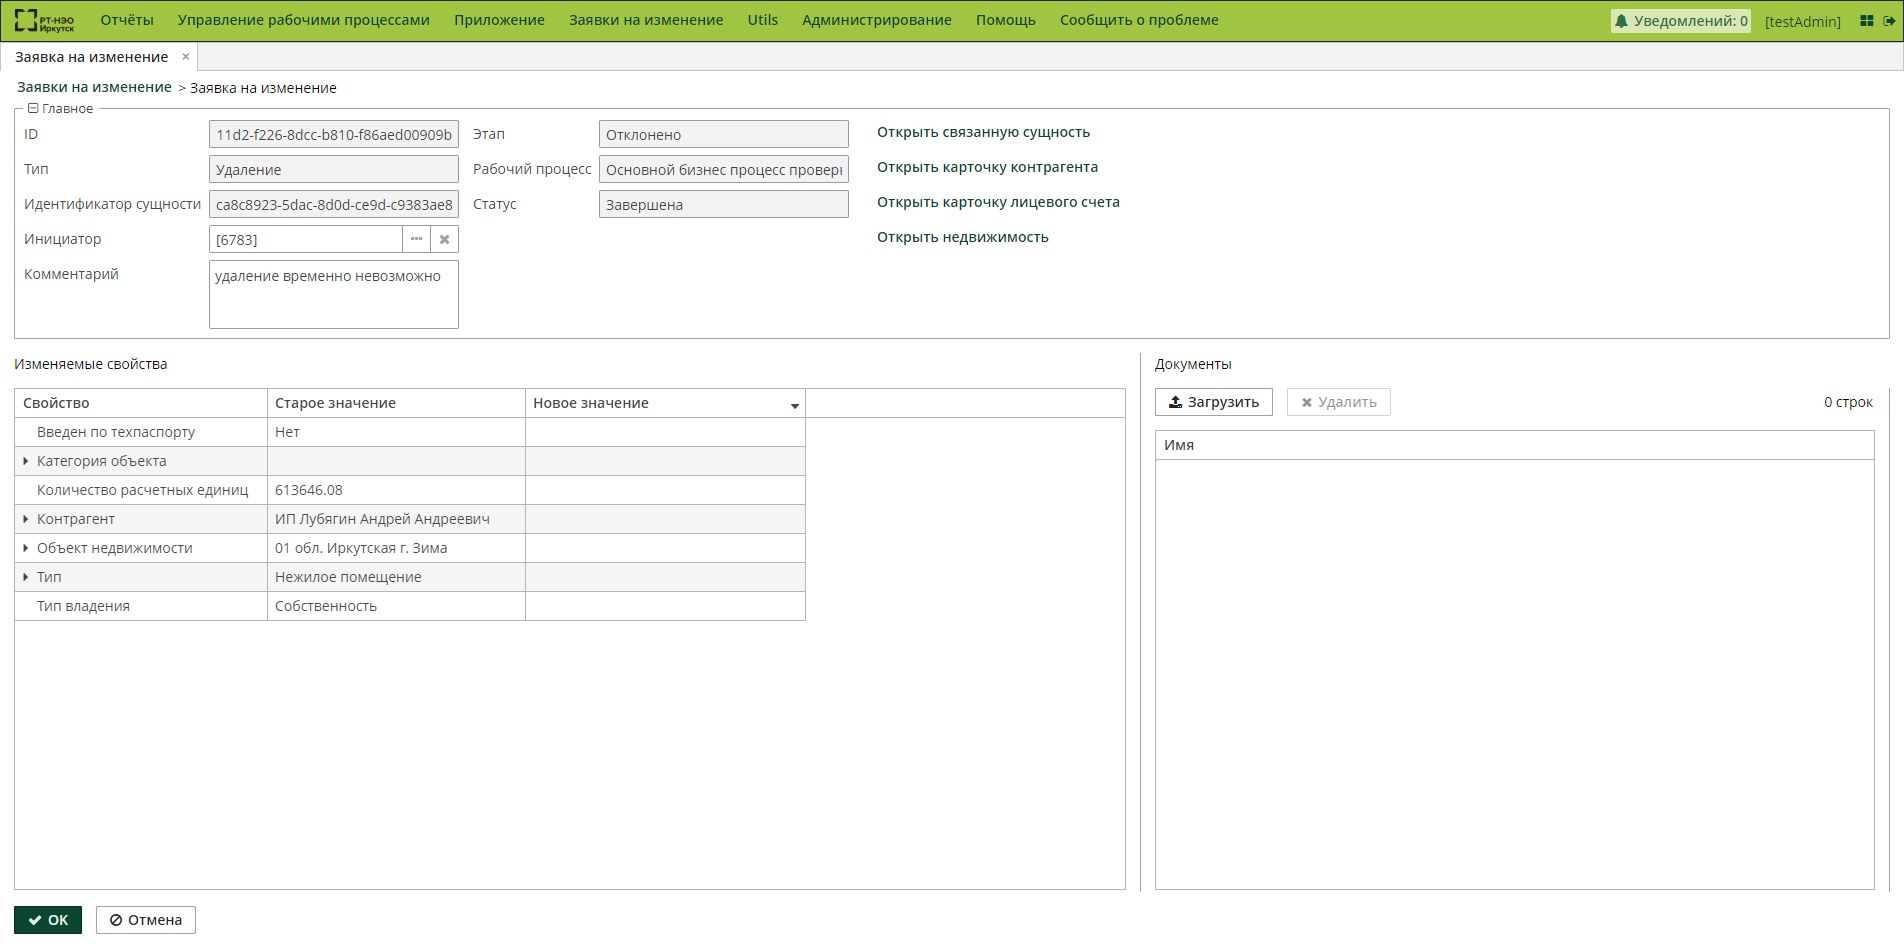 РТ-НЭО Иркутск Отчёты Управление рабочими процессами Приложение Заявки на изменение Utils Администрирование Помощь Сообщить о проблеме Уведомлений: 0 [testAdmin]
Заявка на изменение ×
Заявки на изменение > Заявка на изменение
Главное
ID 11d2-f226-8dcc-b810-f86aed00909b Этап Отклонено Открыть связанную сущность
Тип Удаление Рабочий процесс Основной бизнес процесс Открыть карточку контрагента
Идентификатор сущности ca8c8923-5dac-8d0d-ce9d-c9383ae8 Статус Завершена Открыть карточку лицевого счета
Инициатор [6783] Открыть недвижимость
Комментарий удаление временно невозможно
Изменяемые свойства Документы
Загрузить Удалить 0 строк
Свойство Старое значение Новое значение
Имя
Введен по техпаспорту Нет
Категория объекта
Количество расчетных единиц 613646.08
Контрагент ИП Лубягин Андрей Андреевич
Объект недвижимости 01 обл. Иркутская г. Зима
Тип Нежилое помещение
Тип владения Собственность
OK Отмена